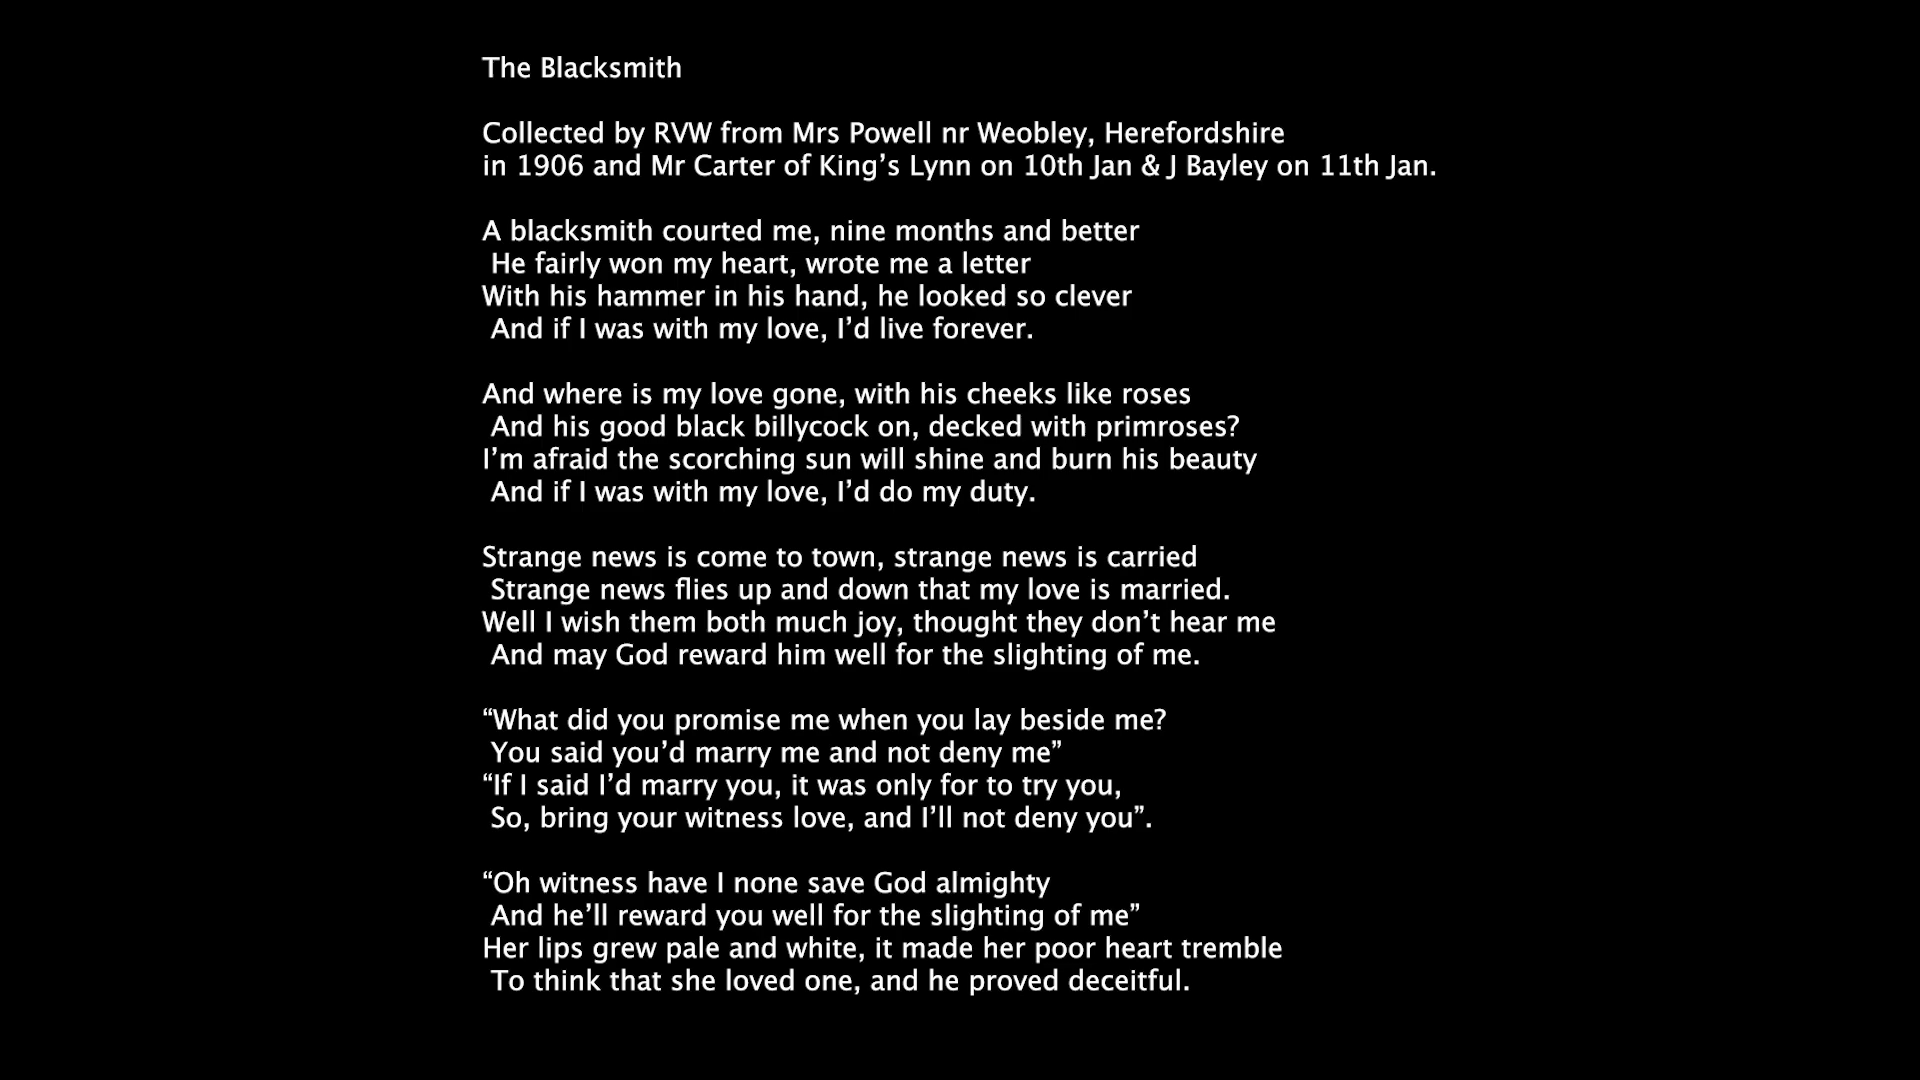 The Blacksmith
Collected by RVW from Mrs Powell nr Weobley, Herefordshire
in 1906 and Mr Carter of King’s Lynn on 10th Jan & J Bayley on 11th Jan.
A blacksmith courted me, nine months and better
He fairly won my heart, wrote me a letter
With his hammer in his hand, he looked so clever
And if I was with my love, I’d live forever.
And where is my love gone, with his cheeks like roses
And his good black billycock on, decked with primroses?
I’m afraid the scorching sun will shine and burn his beauty
And if I was with my love, I’d do my duty.
Strange news is come to town, strange news is carried
Strange news flies up and down that my love is married.
Well I wish them both much joy, thought they don’t hear me
And may God reward him well for the slighting of me.
“What did you promise me when you lay beside me?
You said you’d marry me and not deny me”
“If I said I’d marry you, it was only for to try you,
So, bring your witness love, and I’ll not deny you”.
“Oh witness have I none save God almighty
And he’ll reward you well for the slighting of me”
Her lips grew pale and white, it made her poor heart tremble
To think that she loved one, and he proved deceitful.